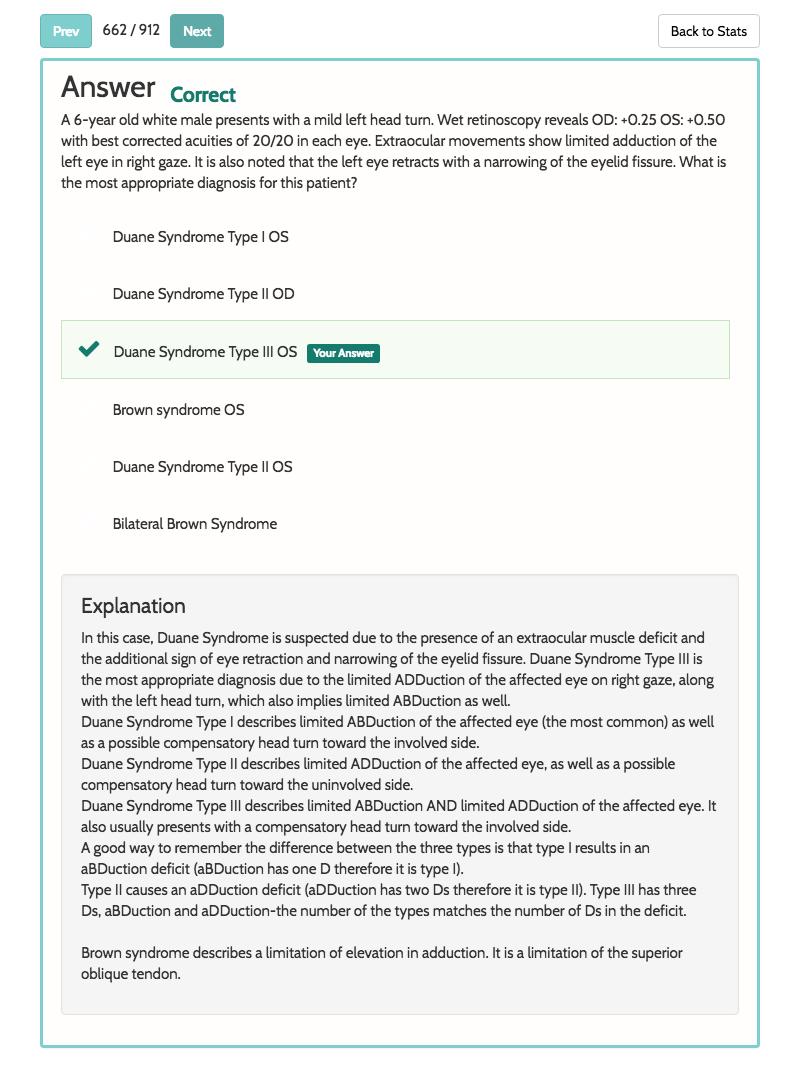 Prev 662 / 912 Next Back to Stats
Answer Correct
A 6-year old white male presents with a mild left head turn. Wet retinoscopy reveals OD: +0.25 OS: +0.50
with best corrected acuities of 20/20 in each eye. Extraocular movements show limited adduction of the
left eye in right gaze. It is also noted that the left eye retracts with a narrowing of the eyelid fissure. What is
the most appropriate diagnosis for this patient?
Duane Syndrome Type I OS
Duane Syndrome Type II OD
Duane Syndrome Type III OS Your Answer
Brown syndrome OS
Duane Syndrome Type II OS
Bilateral Brown Syndrome
Explanation
In this case, Duane Syndrome is suspected due to the presence of an extraocular muscle deficit and
the additional sign of eye retraction and narrowing of the eyelid fissure. Duane Syndrome Type III is
the most appropriate diagnosis due to the limited ADDuction of the affected eye on right gaze, along
with the left head turn, which also implies limited ABDuction as well.
Duane Syndrome Type I describes limited ABDuction of the affected eye (the most common) as well
as a possible compensatory head turn toward the involved side.
Duane Syndrome Type II describes limited ADDuction of the affected eye, as well as a possible
compensatory head turn toward the uninvolved side.
Duane Syndrome Type III describes limited ABDuction AND limited ADDuction of the affected eye. It
also usually presents with a compensatory head turn toward the involved side.
A good way to remember the difference between the three types is that type I results in an
aBDuction deficit (aBDuction has one D therefore it is type I).
Type II causes an aDDuction deficit (aDDuction has two Ds therefore it is type II). Type III has three
Ds, aBDuction and aDDuction-the number of the types matches the number of Ds in the deficit.
Brown syndrome describes a limitation of elevation in adduction. It is a limitation of the superior
oblique tendon.